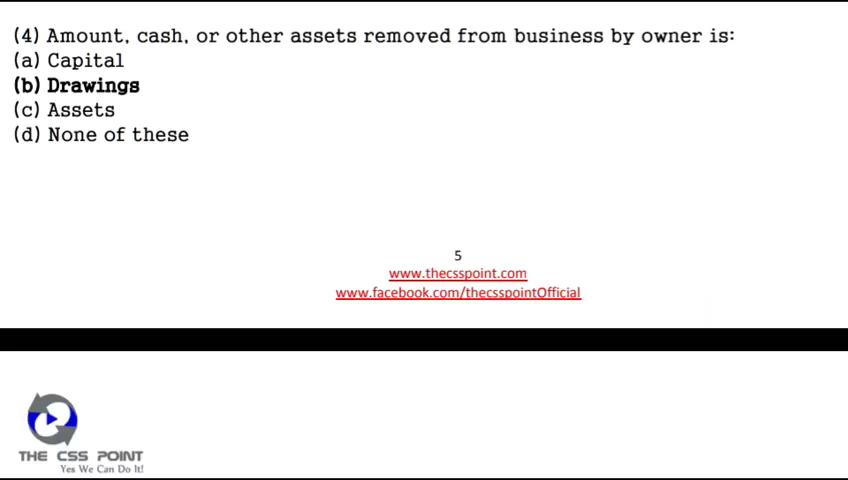 (4) Amount, cash, or other assets removed from business by owner is:
(a) Capital
(b) Drawings
(c) Assets
(d) None of these
5
www.thecsspoint.com
www.facebook.com/thecsspointOfficial
THE CSS POINT
Yes We Can Do It!